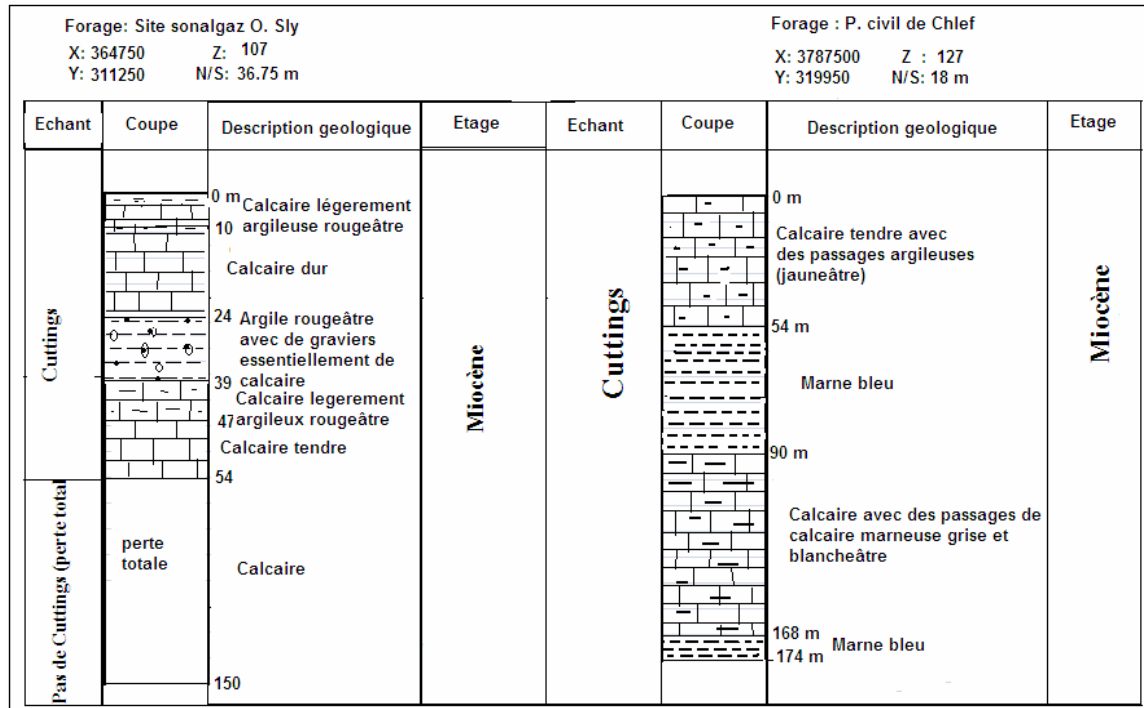 Forage: Site sonalgaz O. Sly
X: 364750 Z: 107
Y: 311250 N/S: 36.75 m
Echant Coupe Description geologique Etage
Cuttings
Pas de Cuttings (perte total
0 m
Calcaire légerement
argileuse rougeâtre
10
Calcaire dur
24
Argile rougeâtre
avec de graviers
essentiellement de
calcaire
39
Calcaire legerement
argileux rougeâtre
47
Calcaire tendre
54
perte
totale
Calcaire
150
Miocène
Forage : P. civil de Chlef
X: 3787500 Z : 127
Y: 319950 N/S: 18 m
Echant Coupe Description geologique Etage
Cuttings
0 m
Calcaire tendre avec
des passages argileuses
(jauneâtre)
54 m
Marne bleu
90 m
Calcaire avec des passages de
calcaire marneuse grise et
blancheâtre
168 m
Marne bleu
174 m
Miocène